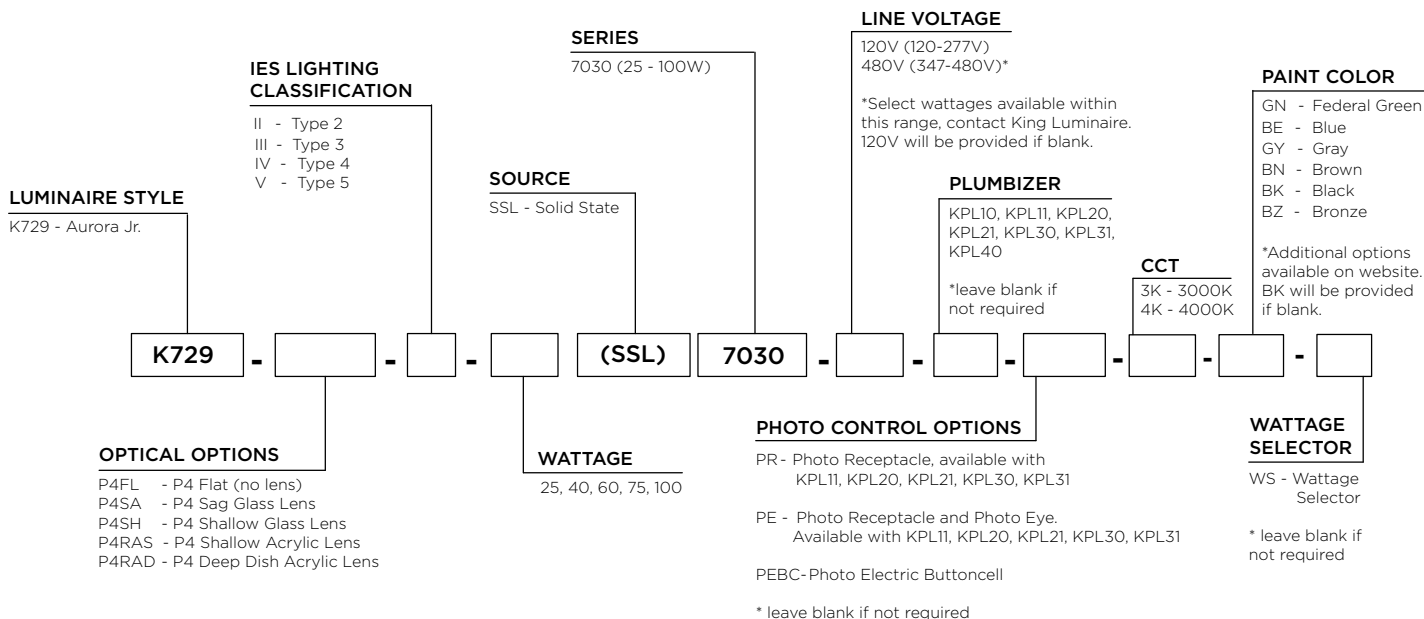 LUMINAIRE STYLE
K729 - Aurora Jr.
IES LIGHTING
CLASSIFICATION
II - Type 2
III - Type 3
IV - Type 4
V - Type 5
SOURCE
SSL - Solid State
SERIES
7030 (25 - 100W)
LINE VOLTAGE
120V (120-277V)
480V (347-480V)*
*Select wattages available within
this range, contact King Luminaire.
120V will be provided if blank.
PLUMBIZER
KPL10, KPL11, KPL20,
KPL21, KPL30, KPL31,
KPL40
*leave blank if
not required
CCT
3K - 3000K
4K - 4000K
PAINT COLOR
GN - Federal Green
BE - Blue
GY - Gray
BN - Brown
BK - Black
BZ - Bronze
*Additional options
available on website.
BK will be provided
if blank.
K729 - - - (SSL) 7030 - - - - -
OPTICAL OPTIONS
P4FL - P4 Flat (no lens)
P4SA - P4 Sag Glass Lens
P4SH - P4 Shallow Glass Lens
P4RAS - P4 Shallow Acrylic Lens
P4RAD - P4 Deep Dish Acrylic Lens
WATTAGE
25, 40, 60, 75, 100
PHOTO CONTROL OPTIONS
PR - Photo Receptacle, available with
KPL11, KPL20, KPL21, KPL30, KPL31
PE - Photo Receptacle and Photo Eye.
Available with KPL11, KPL20, KPL21, KPL30, KPL31
PEBC-Photo Electric Buttoncell
* leave blank if not required
WATTAGE
SELECTOR
WS - Wattage
Selector
* leave blank if
not required